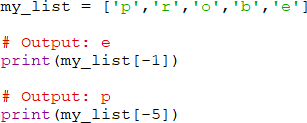 my_list = ['p','r','o','b','e']
# Output: e
print(my_list[-1])
# Output: p
print(my_list[-5])